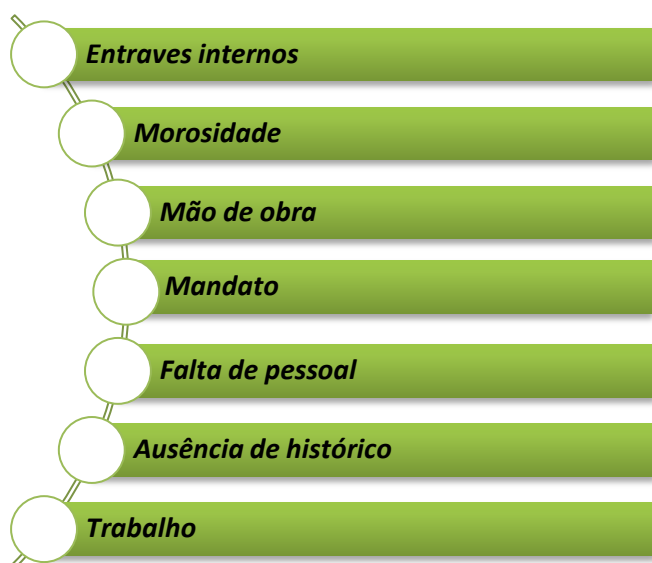 Entraves internos
Morosidade
Mão de obra
Mandato
Falta de pessoal
Ausência de histórico
Trabalho